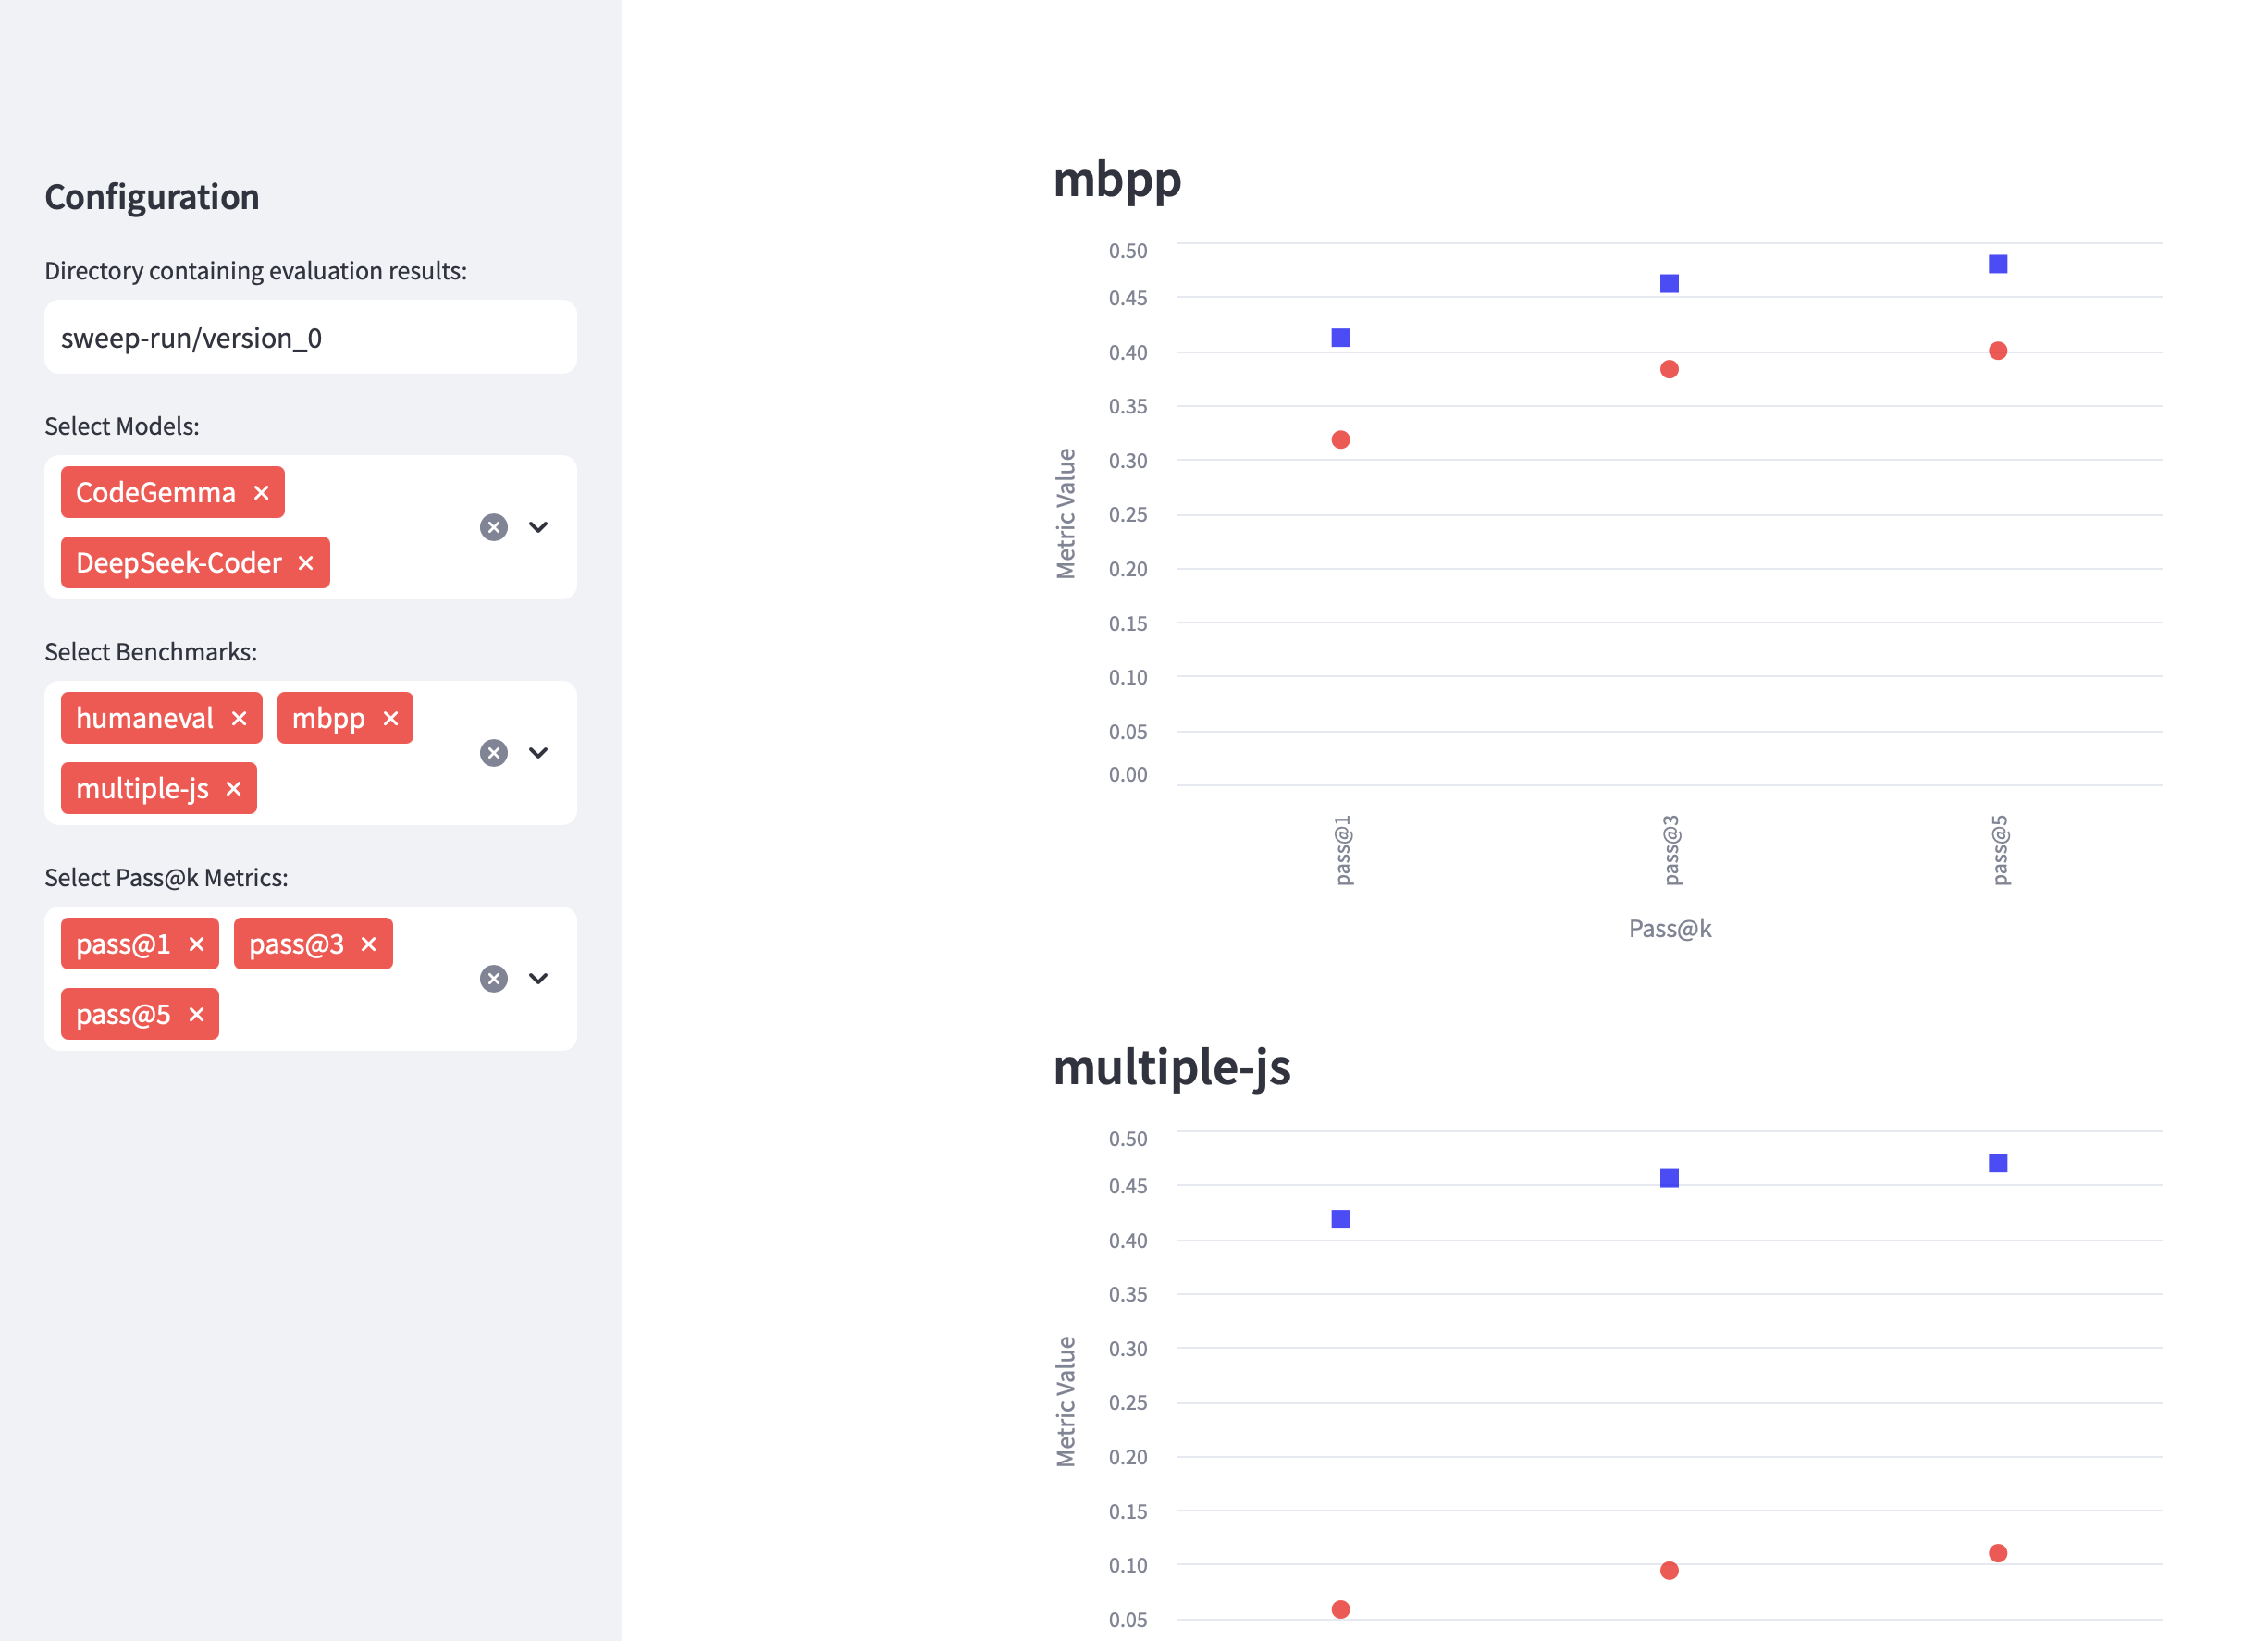 Configuration
Directory containing evaluation results:
sweep-run/version_0
Select Models:
CodeGemma
DeepSeek-Coder
Select Benchmarks:
humaneval mbpp
multiple-js
Select Pass@k Metrics:
pass@1 pass@3
pass@5
mbpp
0.50
0.45
0.40
0.35
0.30
0.25
0.20
0.15
0.10
0.05
0.00
Metric Value
pass@1 pass@3 pass@5
Pass@k
multiple-js
0.50
0.45
0.40
0.35
0.30
0.25
0.20
0.15
0.10
0.05
Metric Value